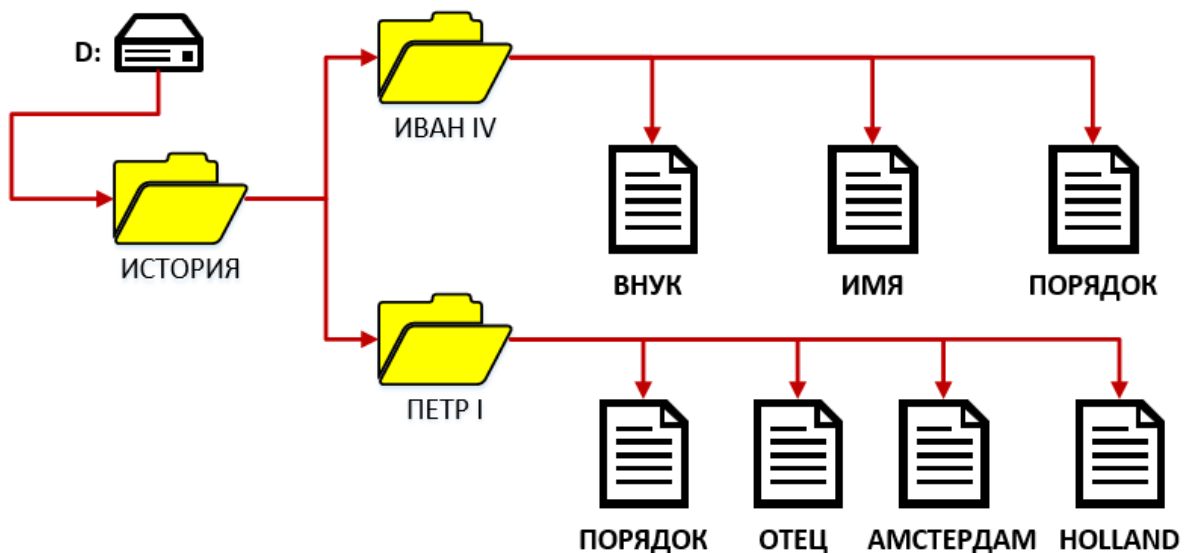 D:
ИВАН IV
ИСТОРИЯ
ВНУК ИМЯ ПОРЯДОК
ПЕТР I
ПОРЯДОК ОТЕЦ АМСТЕРДАМ HOLLAND